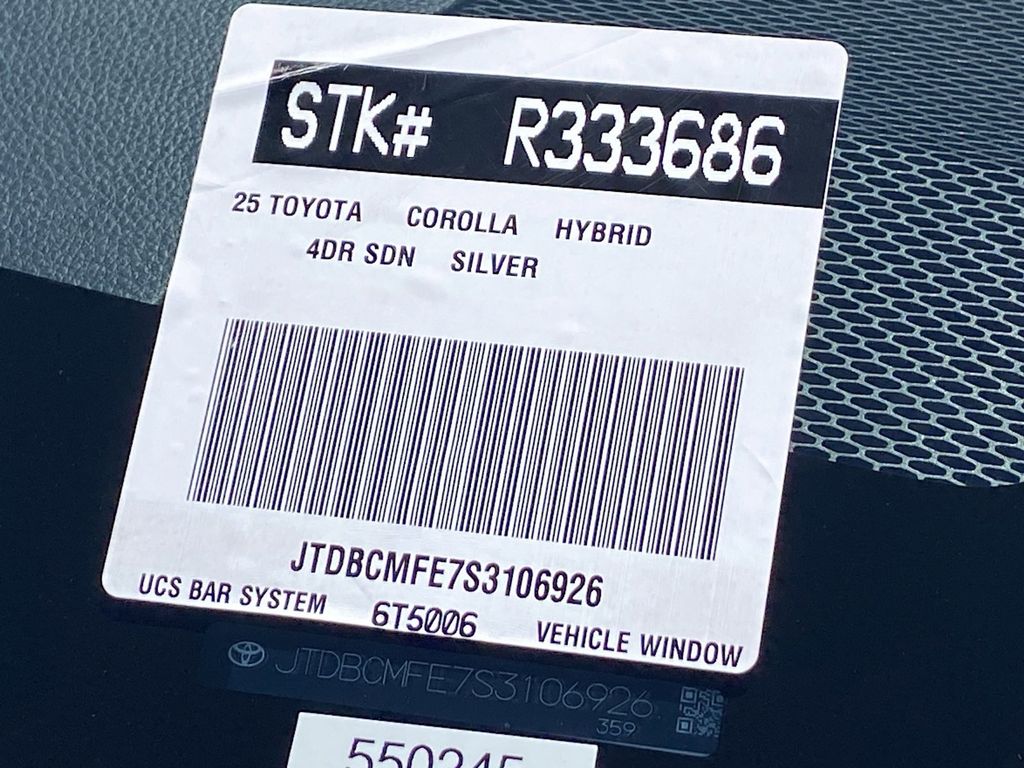 STK# R333686
25 TOYOTA COROLLA HYBRID
4DR SDN SILVER
JTDBCMFE7S3106926
UCS BAR SYSTEM 6T5006 VEHICLE WINDOW
JTDBCMFE7S3106926
359